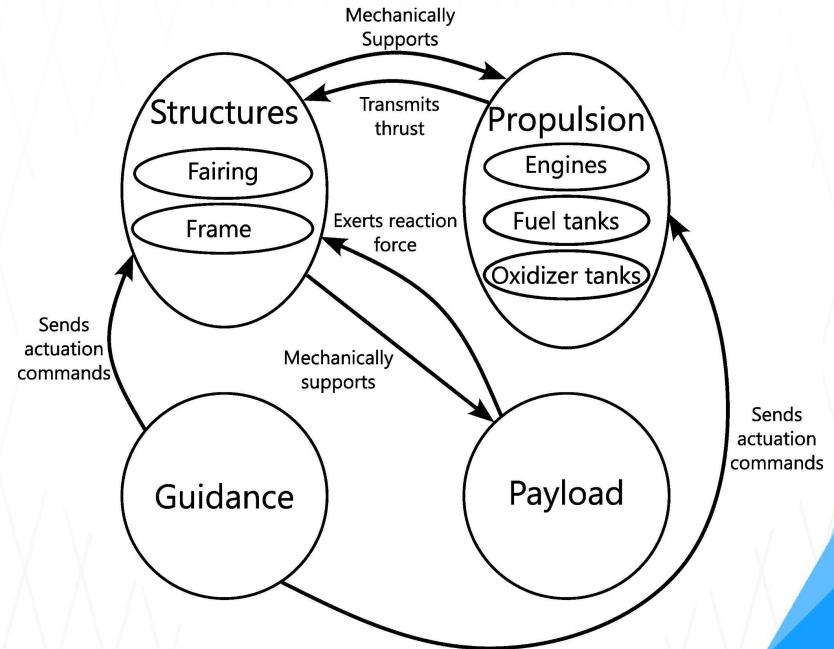 Mechanically
Supports
Structures
Transmits
thrust
Propulsion
Fairing
Engines
Frame
Exerts reaction
force
Fuel tanks
Oxidizer tanks
Sends
actuation
commands
Mechanically
supports
Sends
actuation
commands
Guidance
Payload